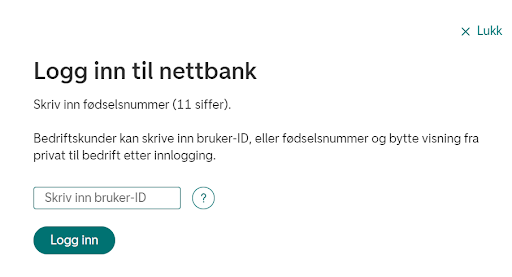 × Lukk
Logg inn til nettbank
Skriv inn fødselsnummer (11 siffer).
Bedriftskunder kan skrive inn bruker-ID, eller fødselsnummer og bytte visning fra
privat til bedrift etter innlogging.
Skriv inn bruker-ID
?
Logg inn